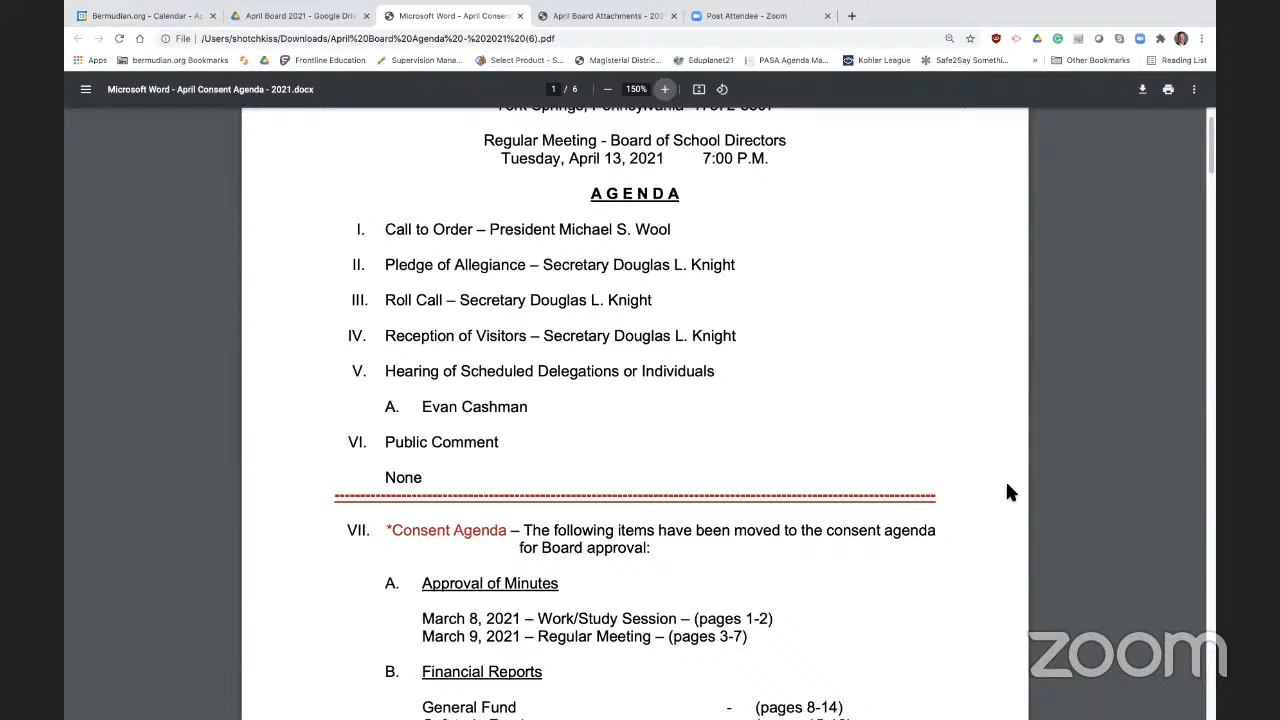 Bermudian.org - Calendar - Ap
April Board 2021 - Google Driv
Microsoft Word - April Consent
April Board Attachments - 202
Post Attendee - Zoom
File
/Users/shotchkiss/Downloads/April%20Board%20Agenda%20-%202021%20(6).pdf
Apps
bermudian.org Bookmarks
Frontline Education
Supervision Mana...
Select Product - S...
Magisterial Distric...
Eduplanet21
PASA Agenda Ma...
Kohler League
Safe2Say Somethi...
»
Other Bookmarks
Reading List
Microsoft Word - April Consent Agenda - 2021.docx
1 / 6
150%
York Springs, Pennsylvania
Regular Meeting - Board of School Directors
Tuesday, April 13, 2021 7:00 P.M.
A G E N D A
I. Call to Order – President Michael S. Wool
II. Pledge of Allegiance – Secretary Douglas L. Knight
III. Roll Call – Secretary Douglas L. Knight
IV. Reception of Visitors – Secretary Douglas L. Knight
V. Hearing of Scheduled Delegations or Individuals
A. Evan Cashman
VI. Public Comment
None
VII. *Consent Agenda – The following items have been moved to the consent agenda
for Board approval:
A. Approval of Minutes
March 8, 2021 – Work/Study Session – (pages 1-2)
March 9, 2021 – Regular Meeting – (pages 3-7)
B. Financial Reports
General Fund - (pages 8-14)
zoom